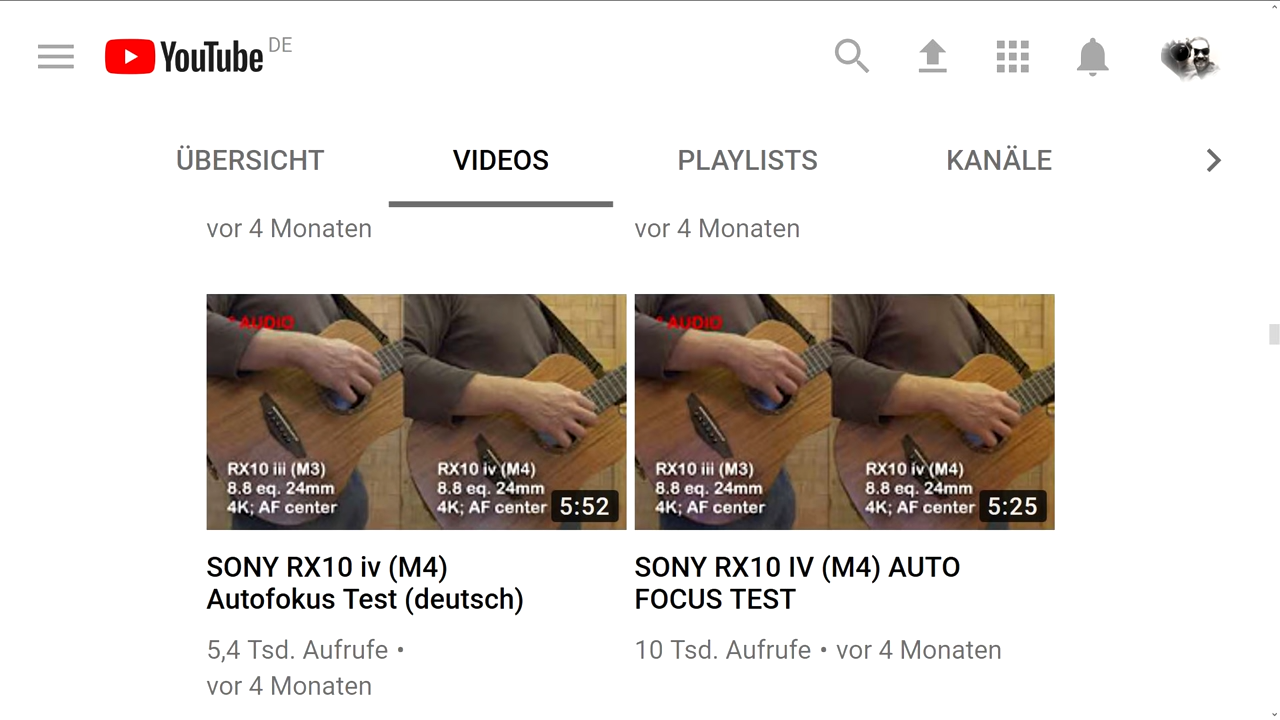 YouTube DE
ÜBERSICHT VIDEOS PLAYLISTS KANÄLE
vor 4 Monaten
vor 4 Monaten
° AUDIO
RX10 iii (M3)
8.8 eq. 24mm
4K; AF center
RX10 iv (M4)
8.8 eq. 24mm
4K; AF center
5:52
SONY RX10 iv (M4)
Autofokus Test (deutsch)
5,4 Tsd. Aufrufe •
vor 4 Monaten
° AUDIO
RX10 iii (M3)
8.8 eq. 24mm
4K; AF center
RX10 iv (M4)
8.8 eq. 24mm
4K; AF center
5:25
SONY RX10 IV (M4) AUTO
FOCUS TEST
10 Tsd. Aufrufe • vor 4 Monaten